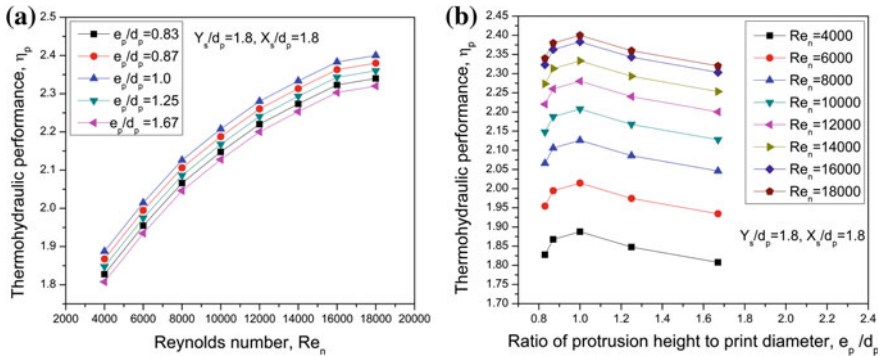 (a)
Thermohydraulic performance, ηp
Ys/dp=1.8, Xs/dp=1.8
ep/dp=0.83
ep/dp=0.87
ep/dp=1.0
ep/dp=1.25
ep/dp=1.67
2.5
2.4
2.3
2.2
2.1
2.0
1.9
1.8
1.7
2000 4000 6000 8000 10000 12000 14000 16000 18000 20000
Reynolds number, Ren
(b)
Thermohydraulic performance, ηp
2.45
2.40
2.35
2.30
2.25
2.20
2.15
2.10
2.05
2.00
1.95
1.90
1.85
1.80
1.75
1.70
Ren=4000
Ren=6000
Ren=8000
Ren=10000
Ren=12000
Ren=14000
Ren=16000
Ren=18000
Ys/dp=1.8, Xs/dp=1.8
0.8 1.0 1.2 1.4 1.6 1.8 2.0 2.2 2.4
Ratio of protrusion height to print diameter, ep/dp